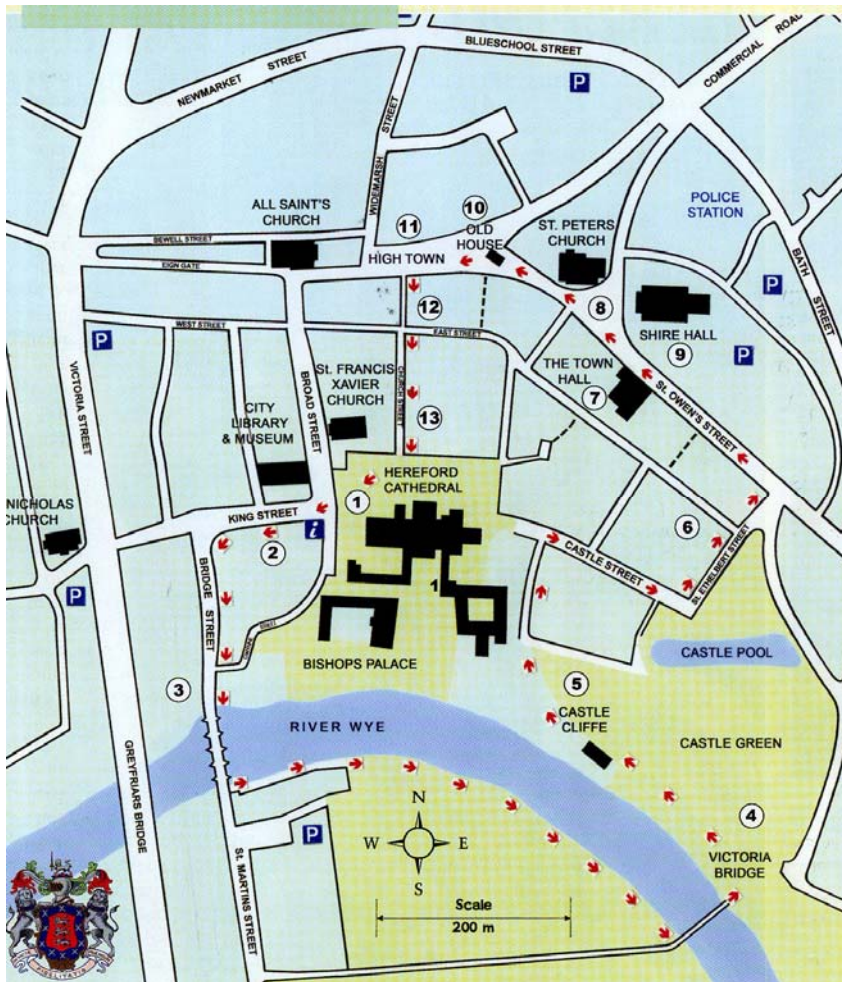 BLUESCHOOL STREET
NEWMARKET STREET
COMMERCIAL ROAD
P
WIDEMARSH STREET
POLICE STATION
ALL SAINT'S
CHURCH
10
11
OLD
HOUSE
ST. PETERS
CHURCH
BEWELL STREET
HIGH TOWN
EIGN GATE
BATH STREET
P
12
8
SHIRE HALL
9
P
WEST STREET
EAST STREET
P
THE TOWN
HALL
7
St. OWEN'S STREET
St. FRANCIS
XAVIER
CHURCH
CHURCH STREET
13
VICTORIA STREET
BROAD STREET
CITY
LIBRARY
& MUSEUM
HEREFORD
CATHEDRAL
1
NICHOLAS
CHURCH
KING STREET
i
2
6
CASTLE STREET
St. ETHELBERT STREET
BRIDGE STREET
P
1
BISHOPS PALACE
CASTLE POOL
3
5
CASTLE
CLIFFE
RIVER WYE
CASTLE GREEN
GREYFRIARS BRIDGE
4
VICTORIA
BRIDGE
P
N
W
E
S
St. MARTINS STREET
Scale
200 m